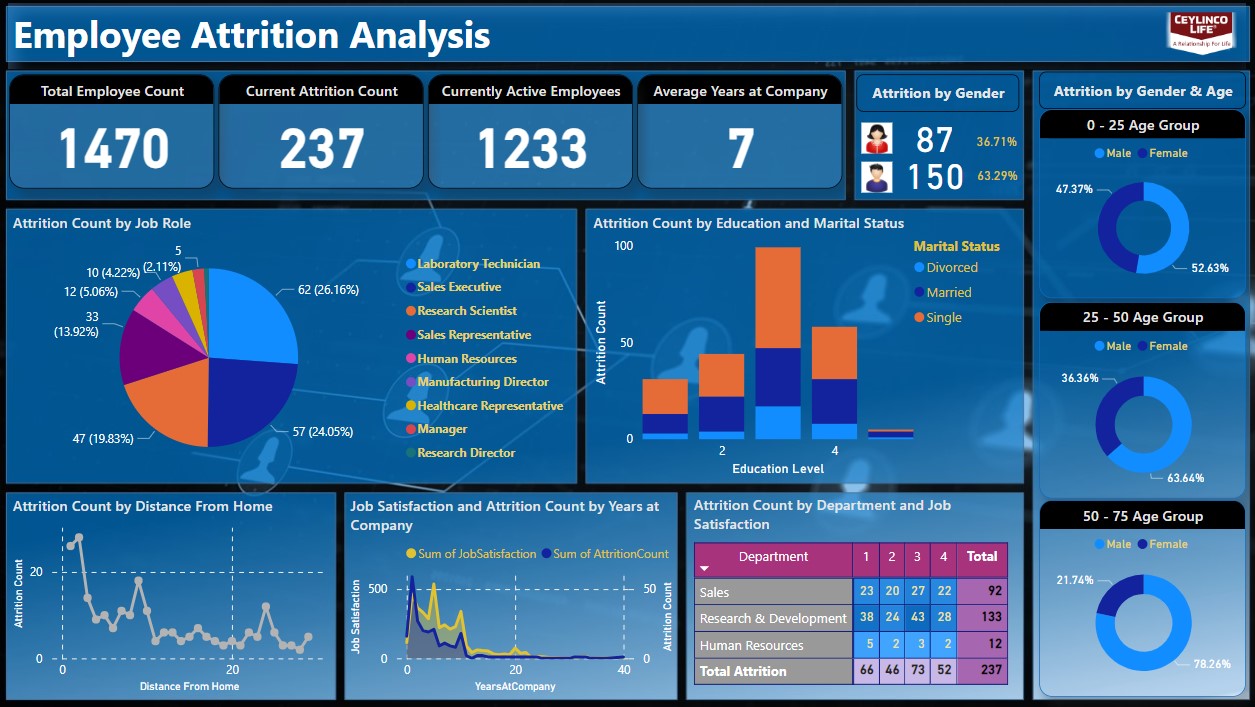 Employee Attrition Analysis
CEYLINCO
LIFE
A Relationship For Life
Total Employee Count
1470
Current Attrition Count
237
Currently Active Employees
1233
Average Years at Company
7
Attrition by Gender
87
36.71%
150
63.29%
Attrition by Gender & Age
0 - 25 Age Group
Male Female
47.37%
52.63%
25 - 50 Age Group
Male Female
36.36%
63.64%
50 - 75 Age Group
Male Female
21.74%
78.26%
Attrition Count by Job Role
5
(2.11%)
10 (4.22%)
12 (5.06%)
33
(13.92%)
47 (19.83%)
62 (26.16%)
57 (24.05%)
Laboratory Technician
Sales Executive
Research Scientist
Sales Representative
Human Resources
Manufacturing Director
Healthcare Representative
Manager
Research Director
Attrition Count by Education and Marital Status
100
50
0
Attrition Count
2
4
Education Level
Marital Status
Divorced
Married
Single
Attrition Count by Distance From Home
Attrition Count
20
0
0
20
Distance From Home
Job Satisfaction and Attrition Count by Years at
Company
Sum of JobSatisfaction Sum of AttritionCount
Job Satisfaction
500
0
50
0
Attrition Count
0
20
40
YearsAtCompany
Attrition Count by Department and Job
Satisfaction
Department 1 2 3 4 Total
Sales 23 20 27 22 92
Research & Development 38 24 43 28 133
Human Resources 5 2 3 2 12
Total Attrition 66 46 73 52 237